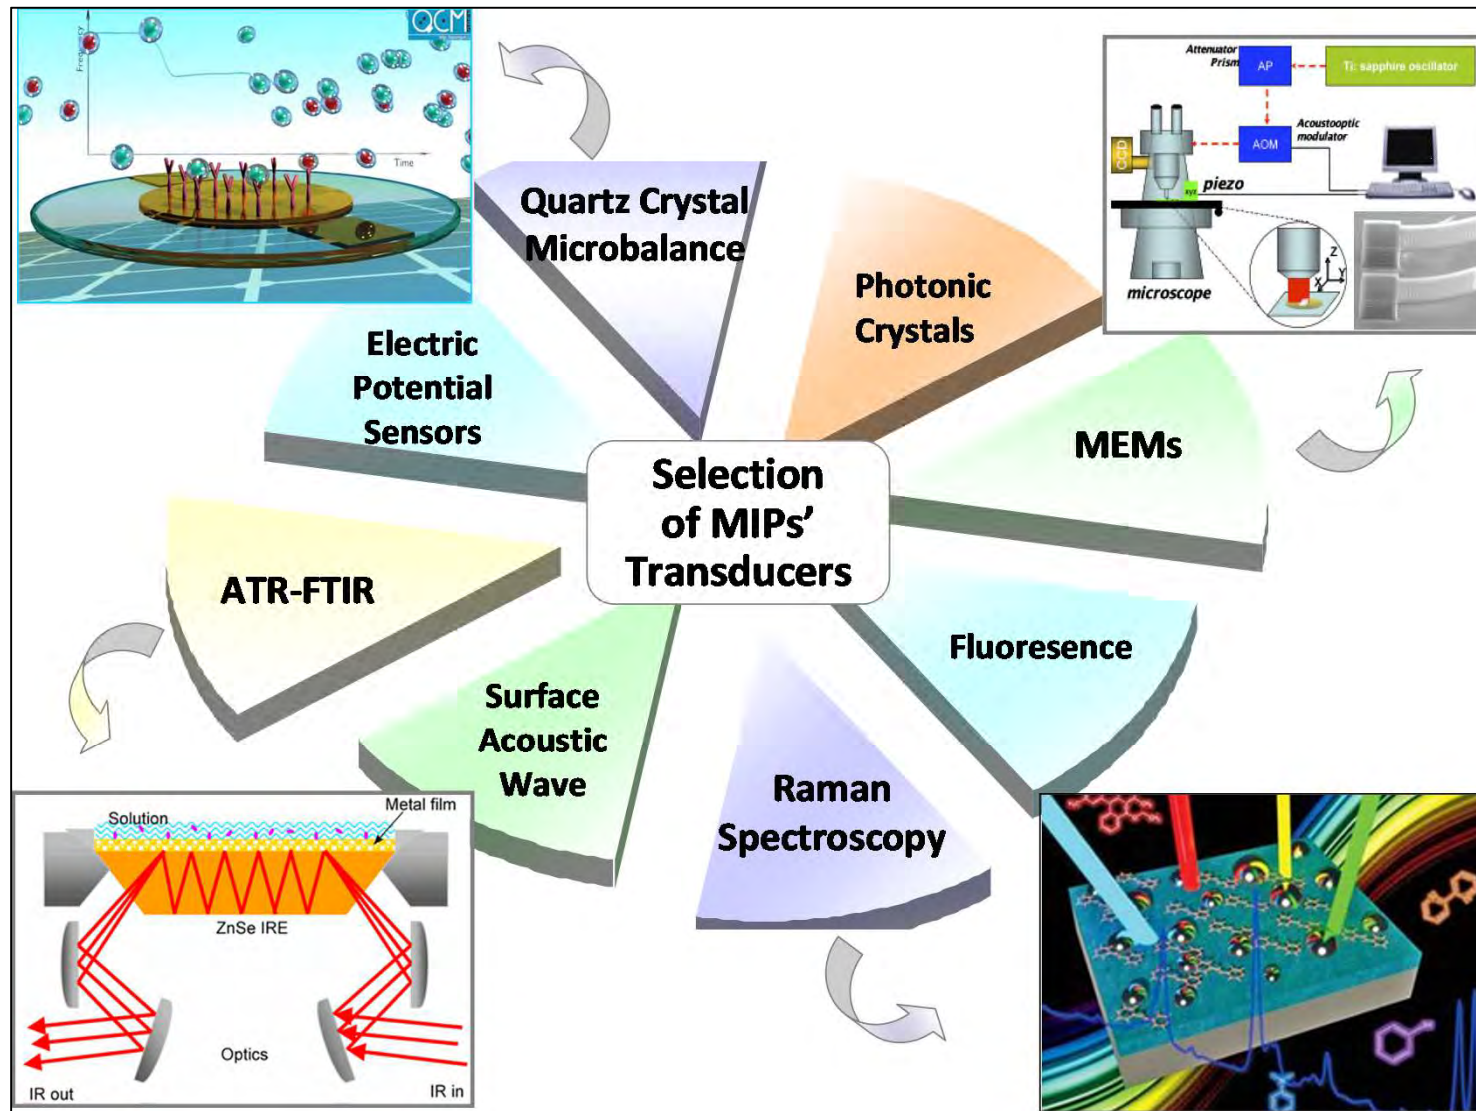 QCM
Frequency
Time
Quartz Crystal
Microbalance
Photonic
Crystals
MEMs
Fluoresence
Raman
Spectroscopy
Surface
Acoustic
Wave
ATR-FTIR
Electric
Potential
Sensors
Selection
of MIPs'
Transducers
Attenuator
Prism
AP
Ti: sapphire oscillator
Acoustooptic
modulator
AOM
CCD
xyz
piezo
microscope
Z
Y
X
Solution
Metal film
ZnSe IRE
Optics
IR out
IR in